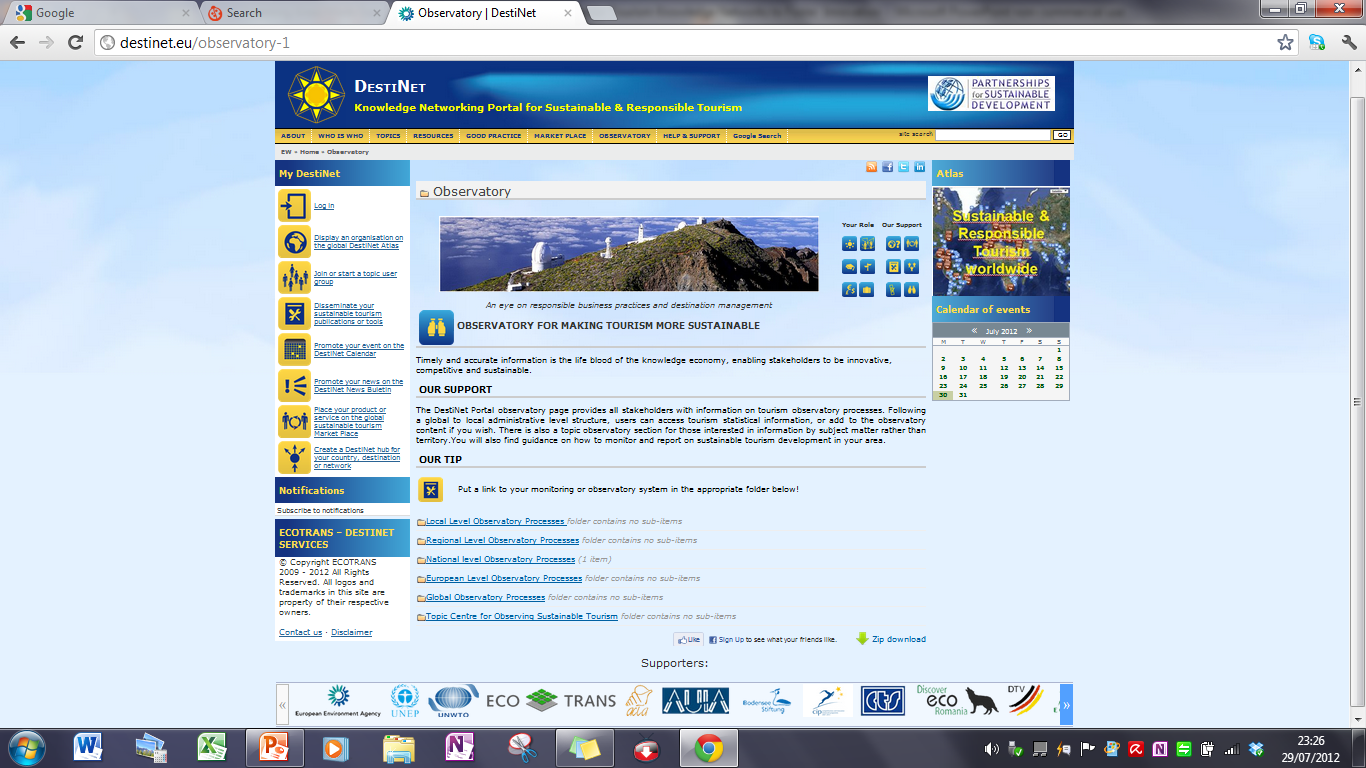 Google
Search
Observatory | DestiNet
destinet.eu/observatory-1
DESTINET
Knowledge Networking Portal for Sustainable & Responsible Tourism
PARTNERSHIPS
for SUSTAINABLE
DEVELOPMENT
ABOUT WHO IS WHO TOPICS RESOURCES GOOD PRACTICE MARKET PLACE OBSERVATORY HELP & SUPPORT Google Search
site search GO
EW » Home » Observatory
My DestiNet
Log in
Display an organisation on
the global DestiNet Atlas
Join or start a topic user
group
Disseminate your
sustainable tourism
publications or tools
Promote your event on the
DestiNet Calendar
Promote your news on the
DestiNet News Buletin
Place your product or
service on the global
sustainable tourism
Market Place
Create a DestiNet hub for
your country, destination
or network
Notifications
Subscribe to notifications
ECOTRANS – DESTINET
SERVICES
© Copyright ECOTRANS
2009 - 2012 All Rights
Reserved. All logos and
trademarks in this site are
property of their respective
owners.
Contact us · Disclaimer
Observatory
Your Role Our Support
An eye on responsible business practices and destination management
OBSERVATORY FOR MAKING TOURISM MORE SUSTAINABLE
Timely and accurate information is the life blood of the knowledge economy, enabling stakeholders to be innovative,
competitive and sustainable.
OUR SUPPORT
The DestiNet Portal observatory page provides all stakeholders with information on tourism observatory processes. Following
a global to local administrative level structure, users can access tourism statistical information, or add to the observatory
content if you wish. There is also a topic observatory section for those interested in information by subject matter rather than
territory.You will also find guidance on how to monitor and report on sustainable tourism development in your area.
OUR TIP
Put a link to your monitoring or observatory system in the appropriate folder below!
Local Level Observatory Processes folder contains no sub-items
Regional Level Observatory Processes folder contains no sub-items
National level Observatory Processes (1 item)
European Level Observatory Processes folder contains no sub-items
Global Observatory Processes folder contains no sub-items
Topic Centre for Observing Sustainable Tourism folder contains no sub-items
Like Sign Up to see what your friends like. Zip download
Atlas
Sustainable &
Responsible
Tourism
worldwide
Calendar of events
« July 2012 »
M T W T F S S
1
2 3 4 5 6 7 8
9 10 11 12 13 14 15
16 17 18 19 20 21 22
23 24 25 26 27 28 29
30 31
Supporters:
European Environment Agency
UNEP
UNWTO
ECO TRANS
Bodensee
Stiftung
Discover
eco
Romania
DTV
23:26
29/07/2012